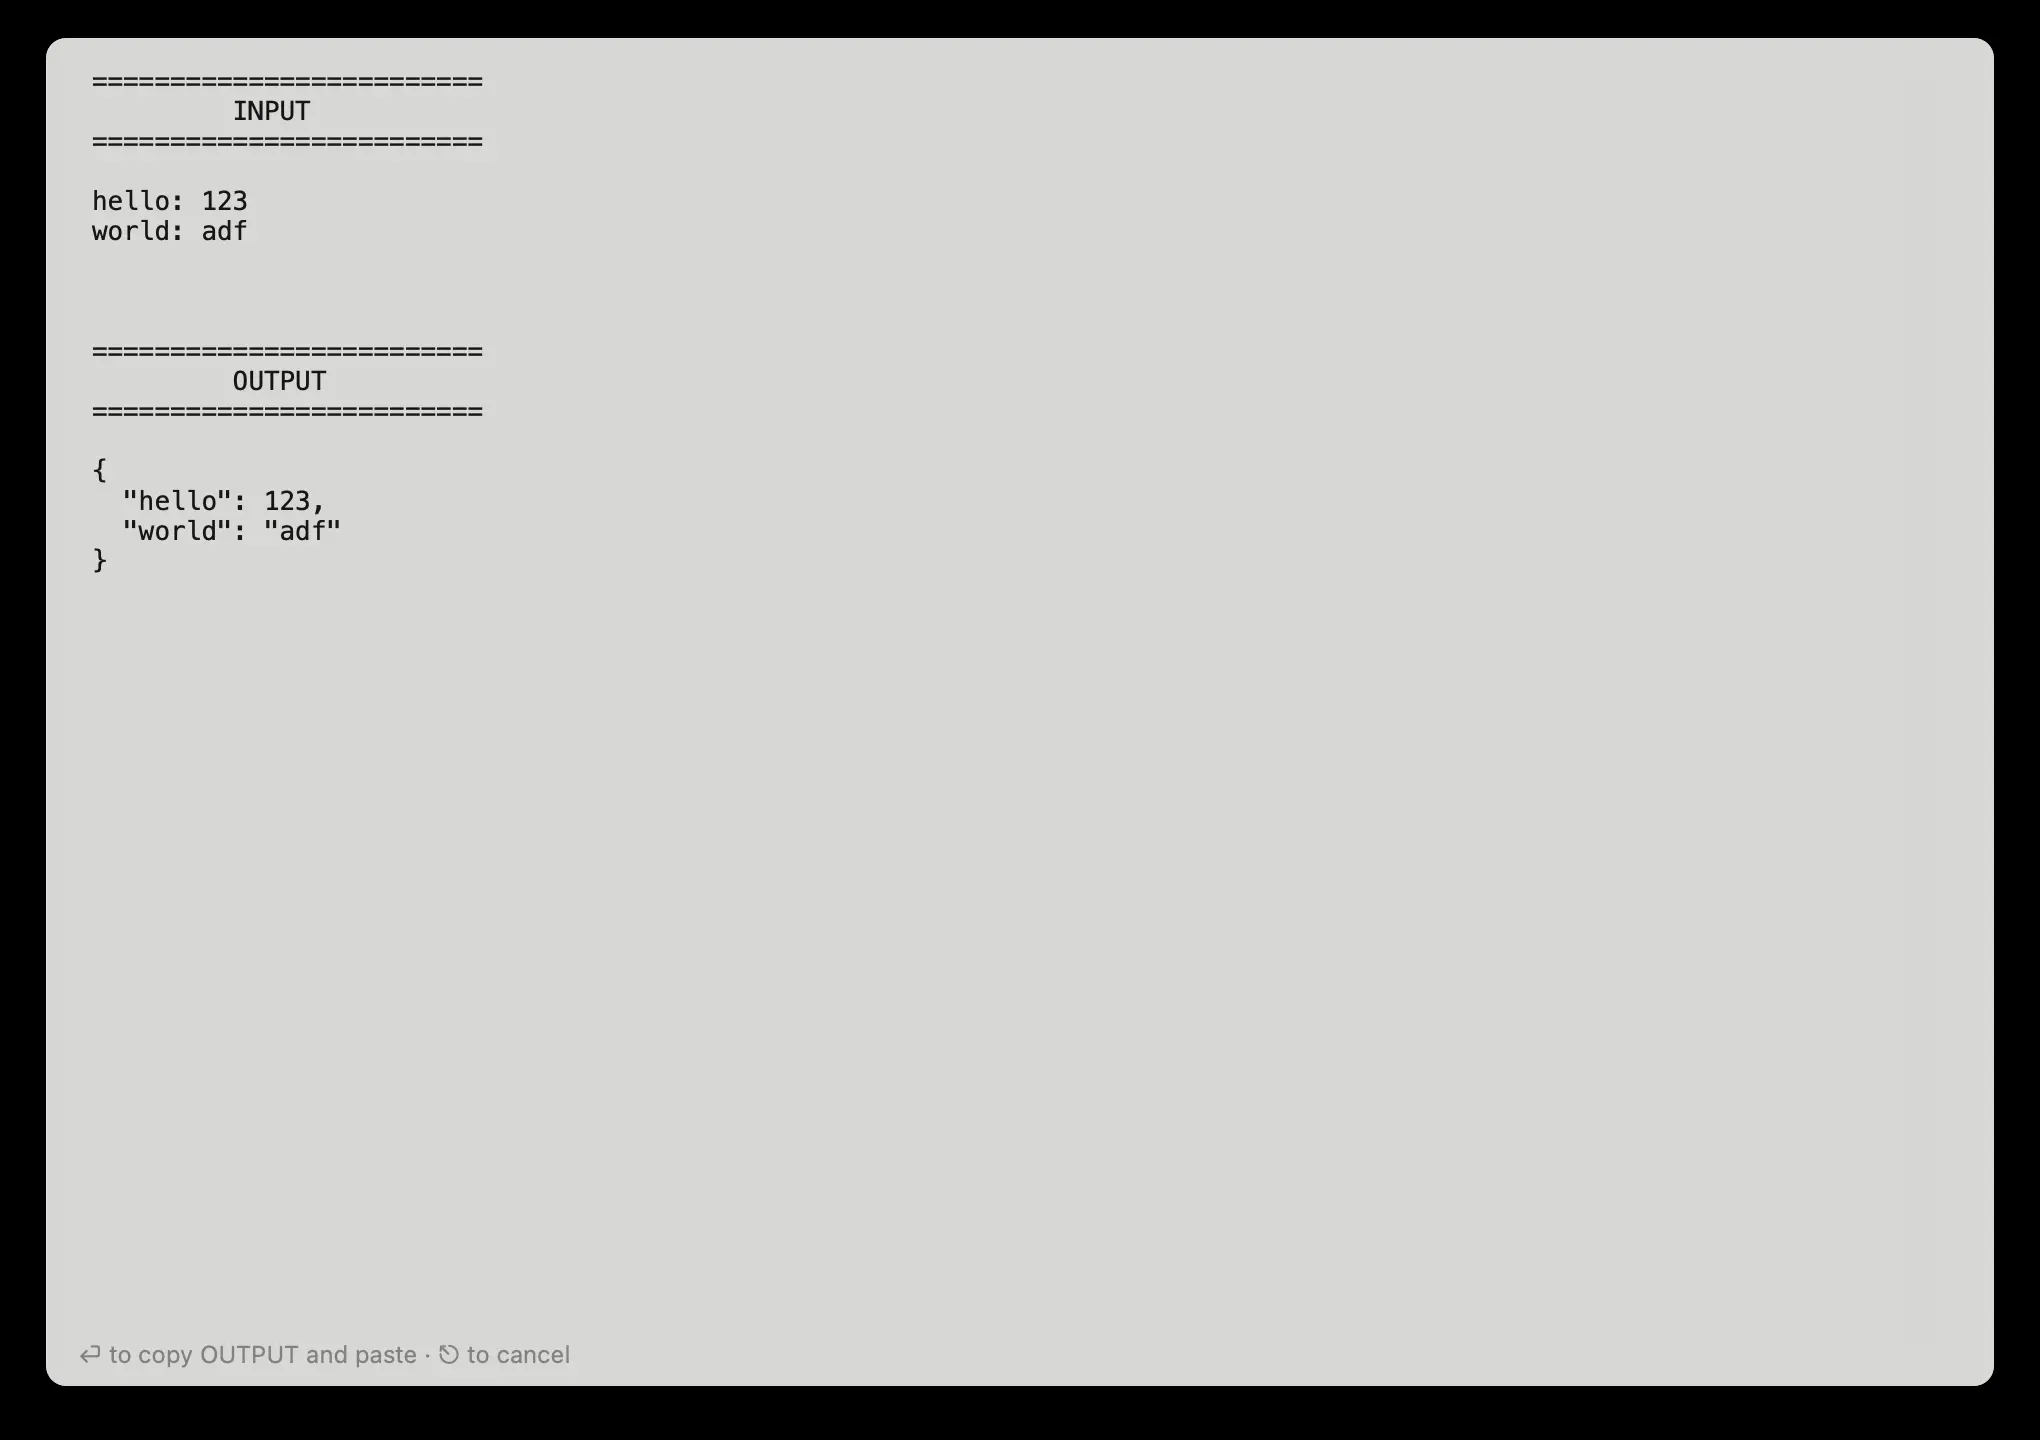 =========================
INPUT
=========================
hello: 123
world: adf
=========================
OUTPUT
=========================
{
  "hello": 123,
  "world": "adf"
}
↩ to copy OUTPUT and paste · ⎋ to cancel